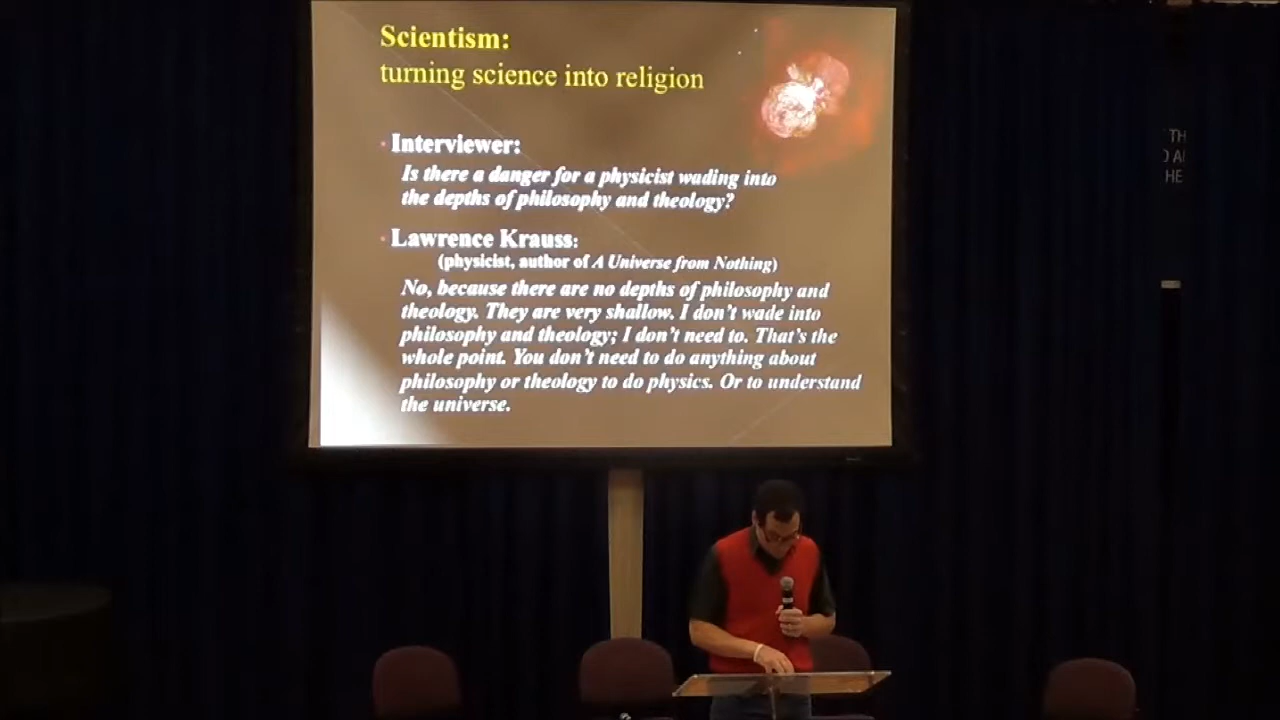 Scientism:
turning science into religion
Interviewer:
Is there a danger for a physicist wading into
the depths of philosophy and theology?
Lawrence Krauss:
(physicist, author of A Universe from Nothing)
No, because there are no depths of philosophy and
theology. They are very shallow. I don't wade into
philosophy and theology; I don't need to. That's the
whole point. You don't need to do anything about
philosophy or theology to do physics. Or to understand
the universe.
TH
HE